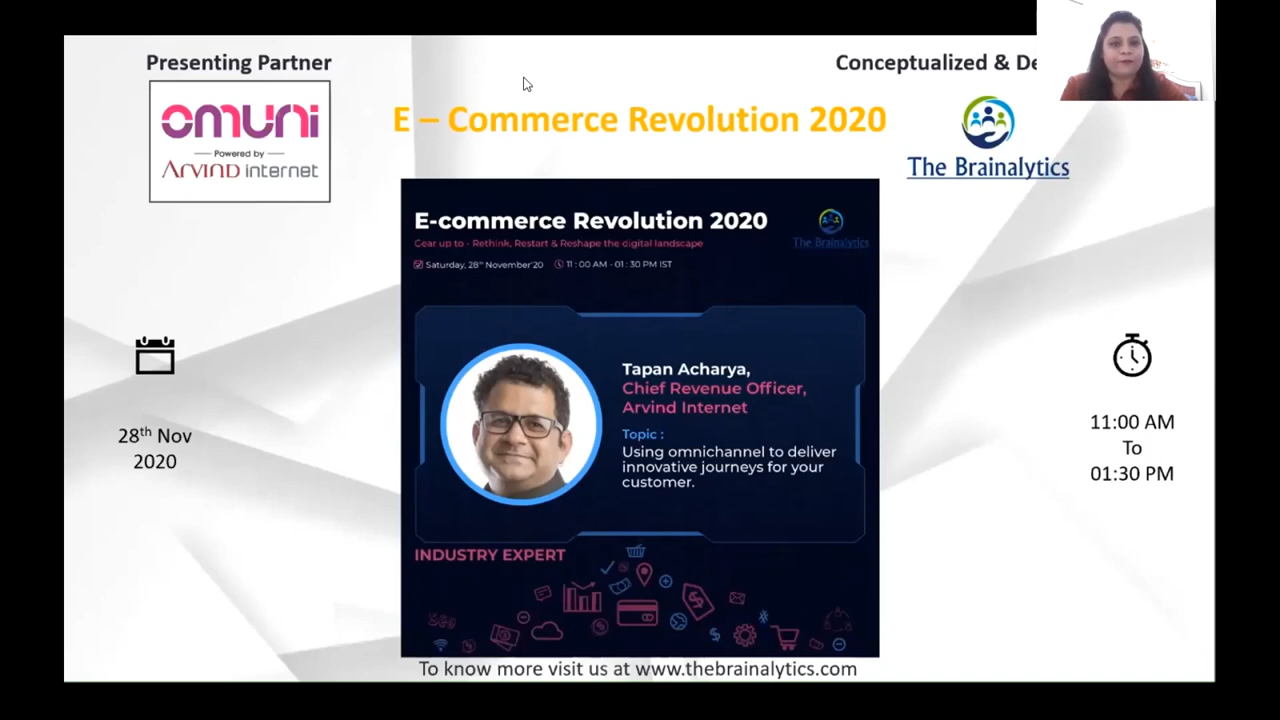 Presenting Partner
omuni
Powered by
ARVIND internet
Conceptualized & De
E – Commerce Revolution 2020
The Brainalytics
E-commerce Revolution 2020
The Brainalytics
Gear up to - Rethink, Restart & Reshape the digital landscape
Saturday, 28th November'20 11 : 00 AM - 01 : 30 PM IST
Tapan Acharya,
Chief Revenue Officer,
Arvind Internet
Topic :
Using omnichannel to deliver
innovative journeys for your
customer.
INDUSTRY EXPERT
28th Nov
2020
11:00 AM
To
01:30 PM
To know more visit us at www.thebrainalytics.com